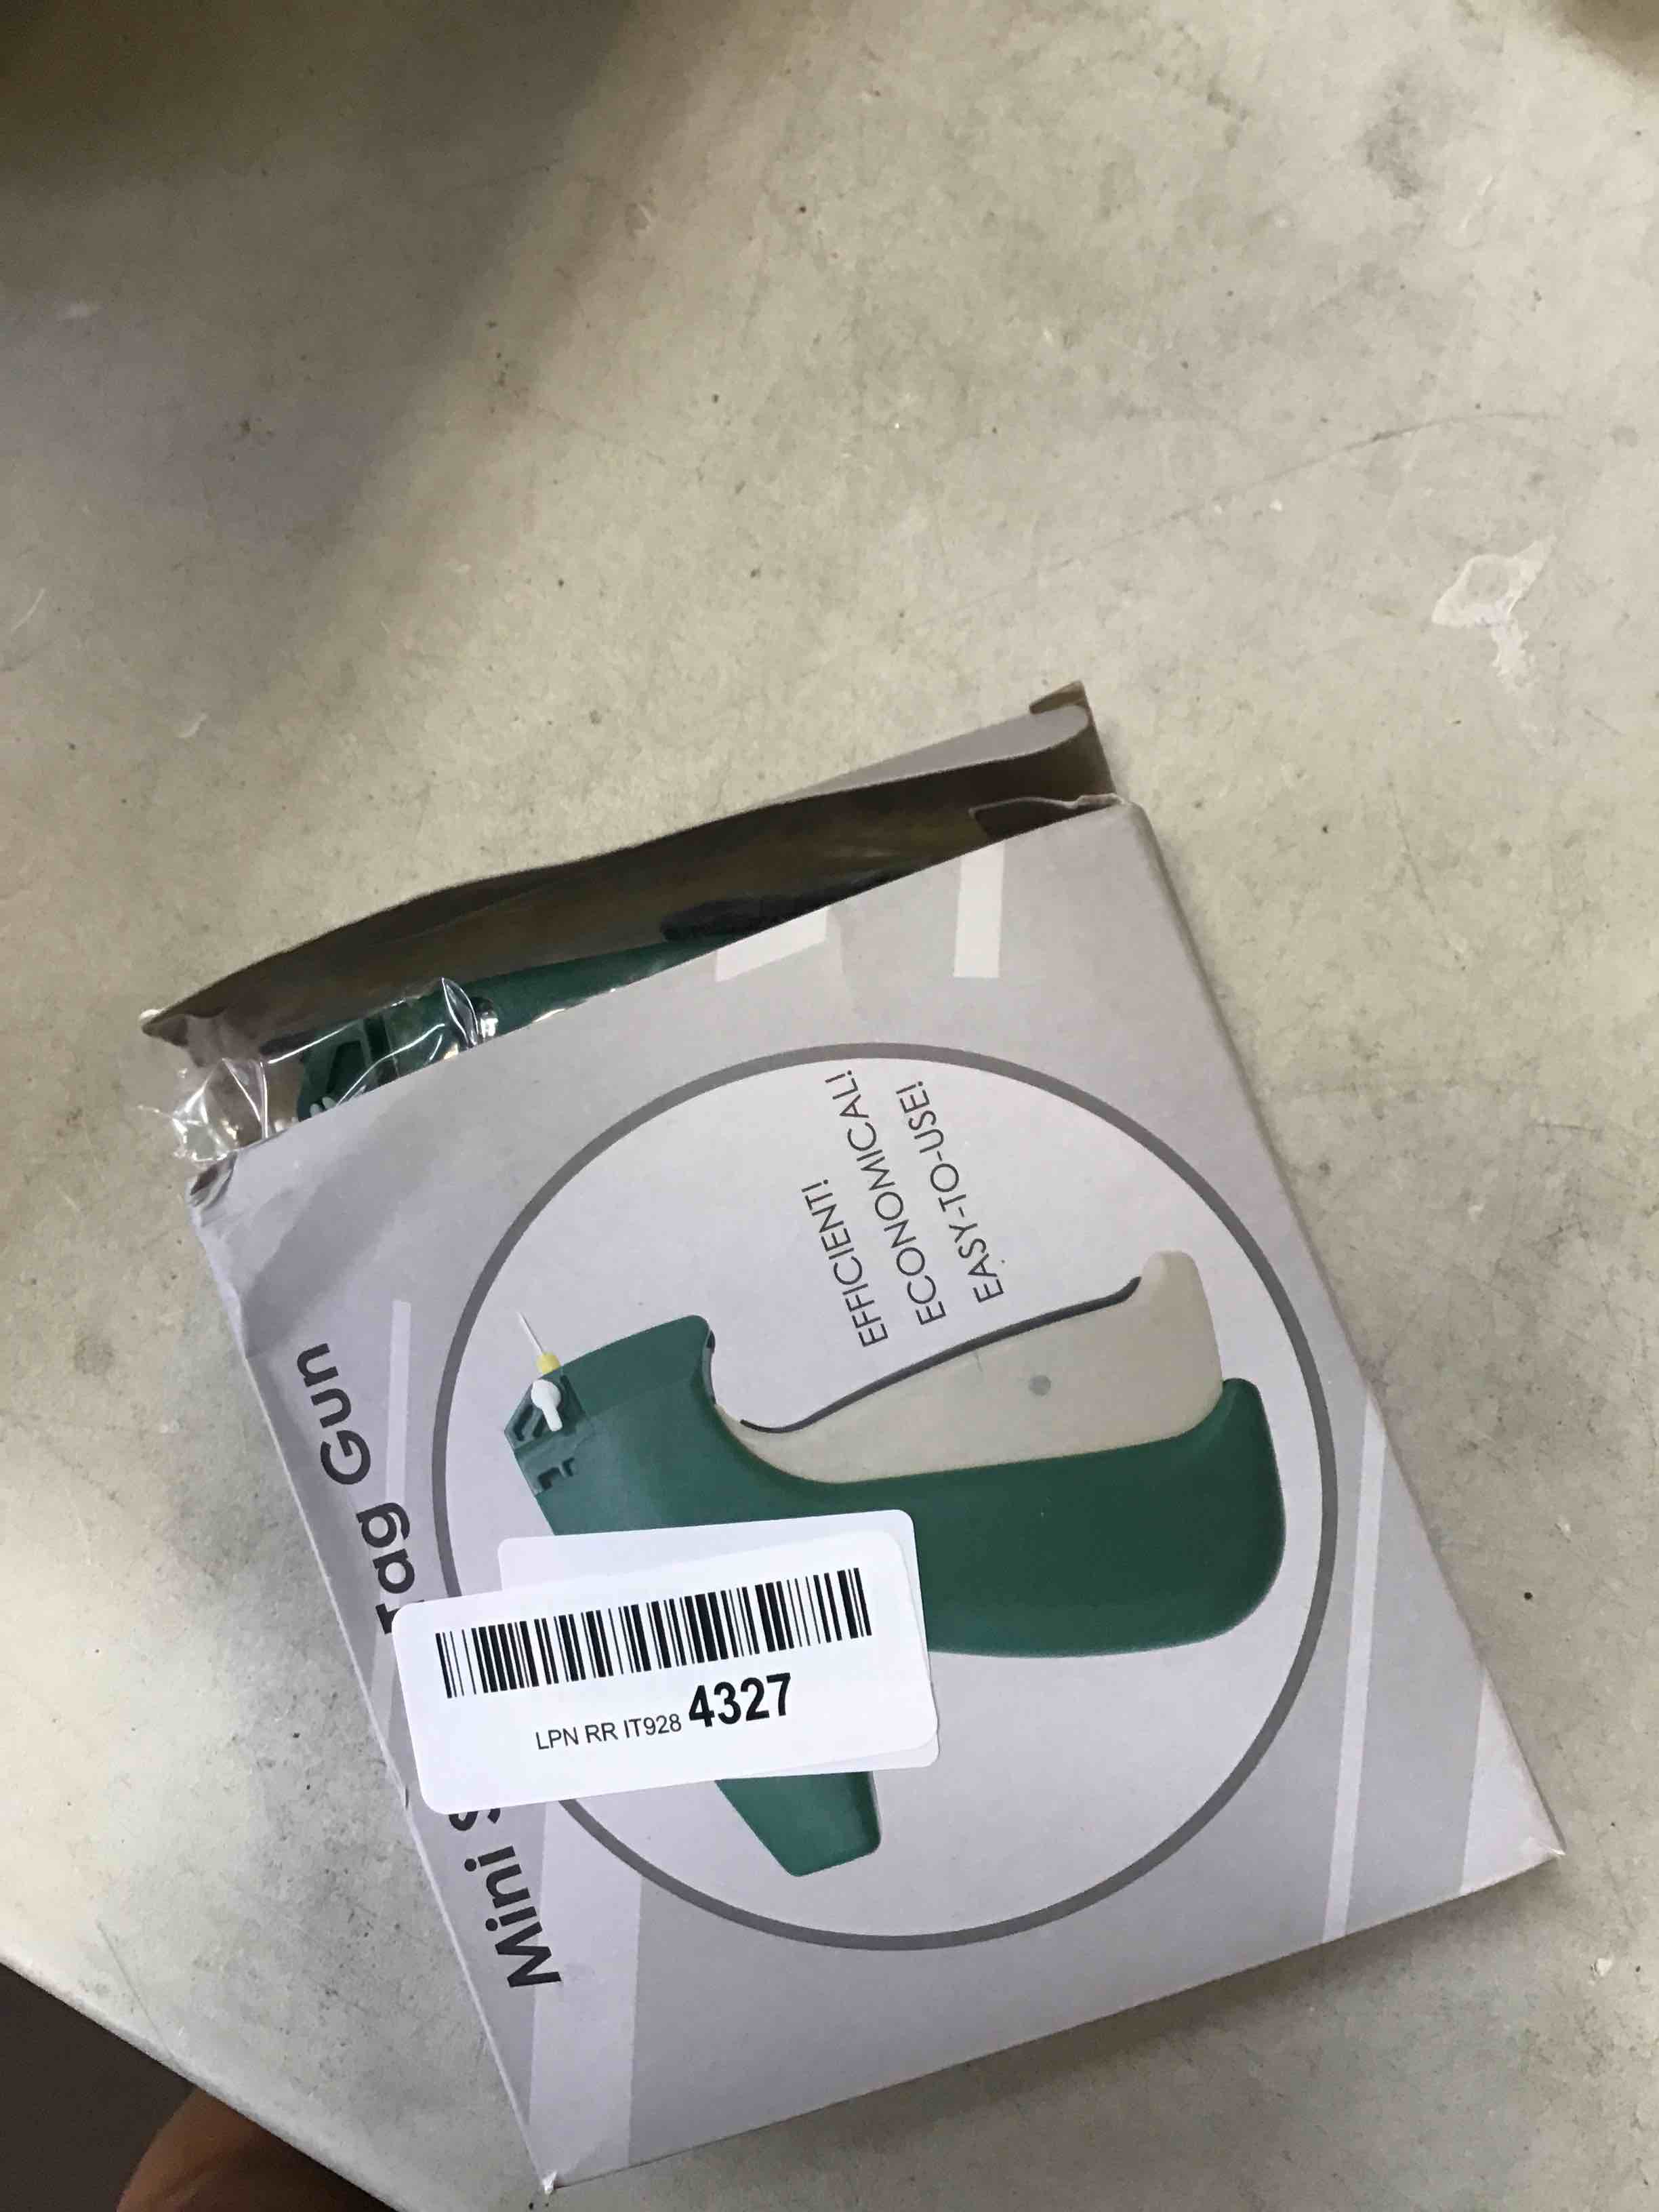 Mini S Tag Gun
EFFICIENT!
ECONOMICAL!
EASY-TO-USE!
LPN RR IT928 4327